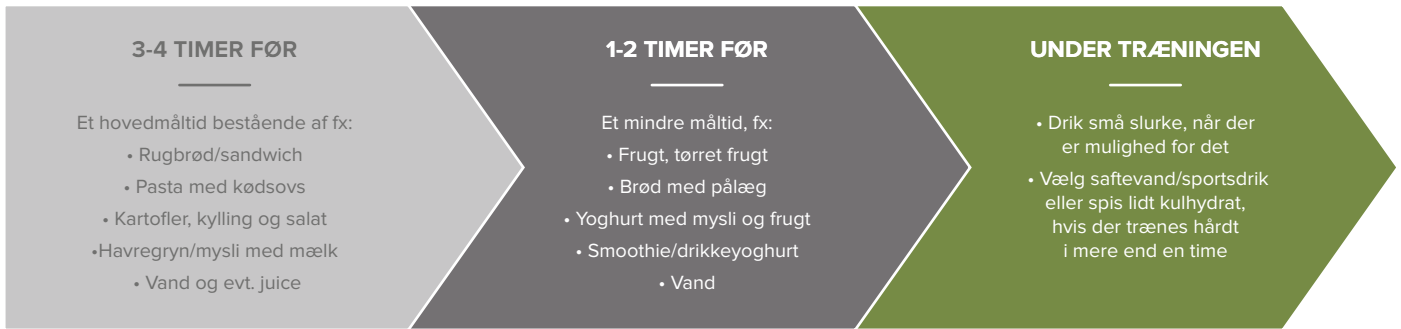 3-4 TIMER FØR
Et hovedmåltid bestående af fx:
• Rugbrød/sandwich
• Pasta med kødsovs
• Kartofler, kylling og salat
•Havregryn/mysli med mælk
• Vand og evt. juice
1-2 TIMER FØR
Et mindre måltid, fx:
• Frugt, tørret frugt
• Brød med pålæg
• Yoghurt med mysli og frugt
• Smoothie/drikkeyoghurt
• Vand
UNDER TRÆNINGEN
• Drik små slurke, når der
er mulighed for det
• Vælg saftevand/sportsdrik
eller spis lidt kulhydrat,
hvis der trænes hårdt
i mere end en time